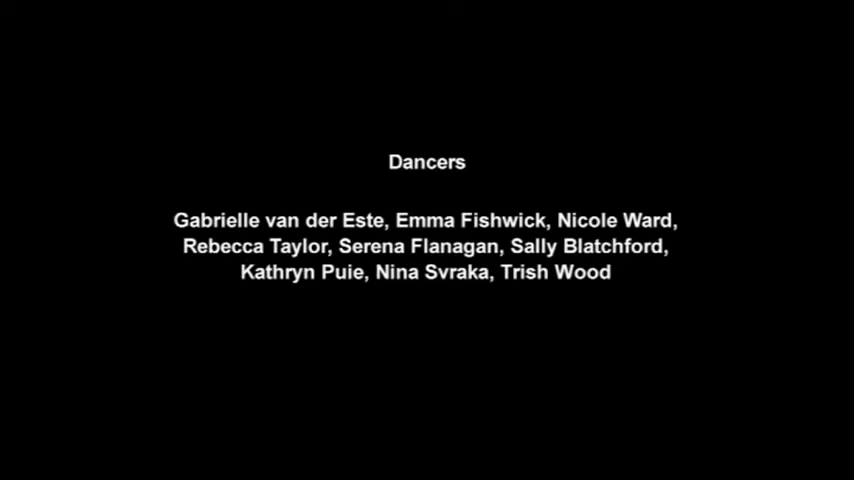 Dancers
Gabrielle van der Este, Emma Fishwick, Nicole Ward,
Rebecca Taylor, Serena Flanagan, Sally Blatchford,
Kathryn Puie, Nina Svraka, Trish Wood